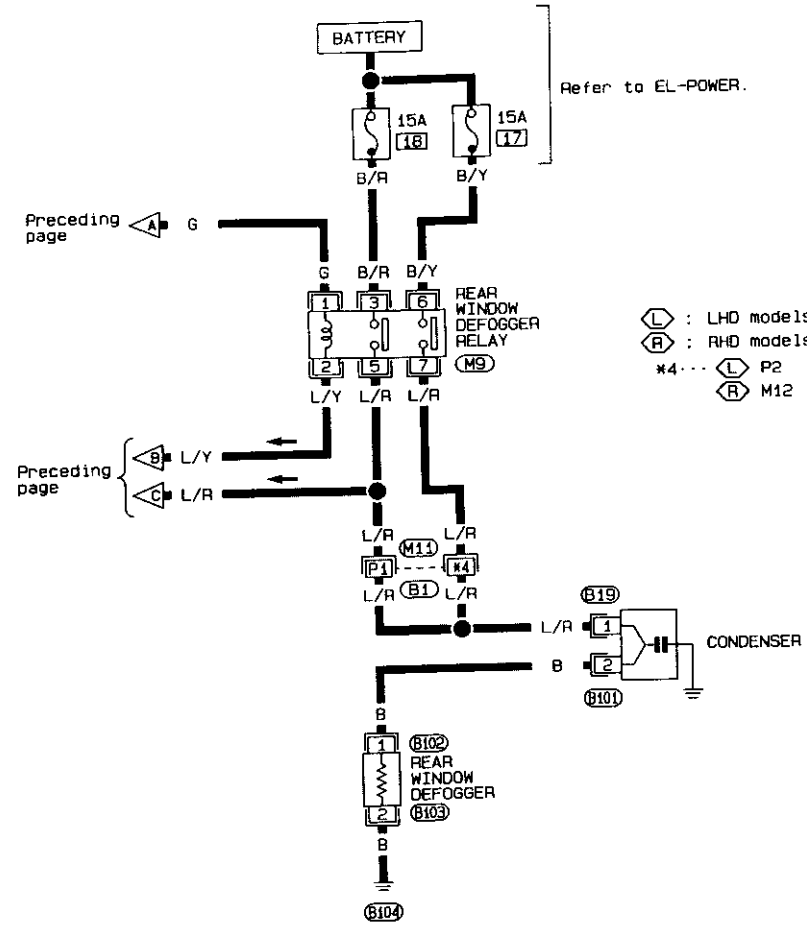 BATTERY
Refer to EL-POWER.
15A
18
15A
17
B/R
B/Y
Preceding
page
A
G
G
B/R
B/Y
1
3
6
REAR
WINDOW
DEFOGGER
RELAY
M9
2
5
7
L/Y
L/R
L/R
L : LHD models
R : RHD models
*4··· L P2
R M12
Preceding
page
B
L/Y
C
L/R
L/R
L/R
M11
P1
*4
L/R
B1
L/R
B19
L/R
1
CONDENSER
B
2
B101
B
1
B102
REAR
WINDOW
DEFOGGER
2
B103
B
B104